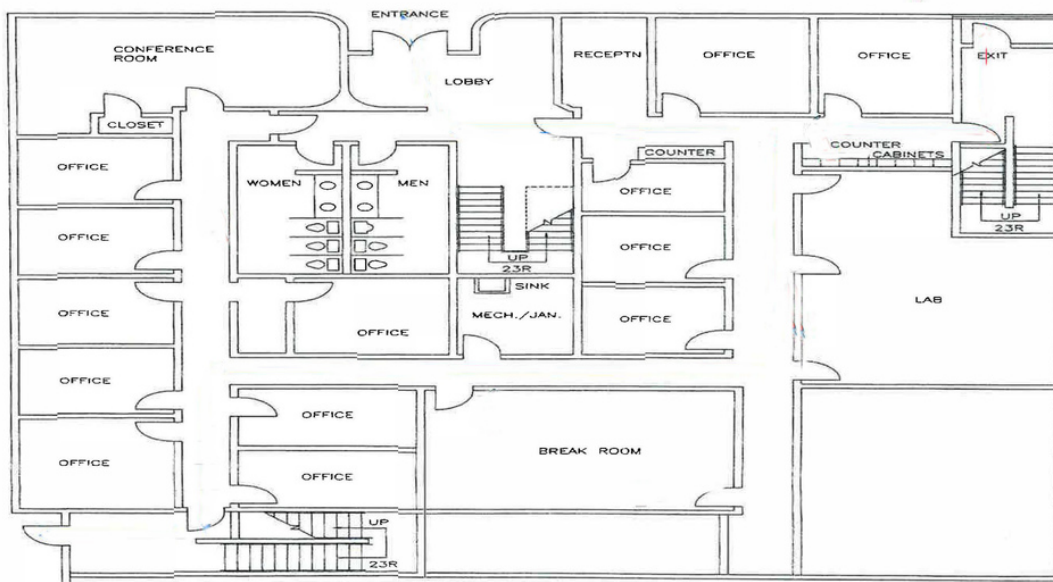 ENTRANCE
CONFERENCE
ROOM
LOBBY
RECEPTN
OFFICE
OFFICE
EXIT
CLOSET
COUNTER
COUNTER
CABINETS
OFFICE
WOMEN
MEN
OFFICE
UP
23R
OFFICE
OFFICE
UP
23R
SINK
MECH./JAN.
LAB
OFFICE
OFFICE
OFFICE
OFFICE
OFFICE
BREAK ROOM
OFFICE
OFFICE
UP
23R